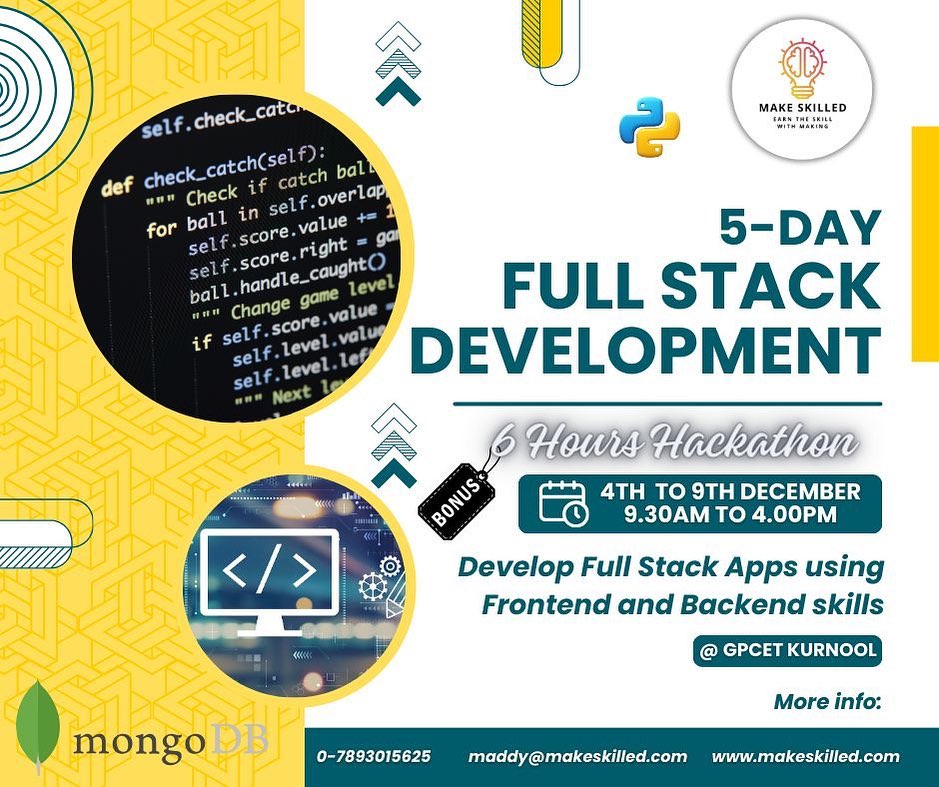 self.check_catch
def check_catch(self):
""" Check if catch ball
for ball in self.overlap
self.score.value += 1
self.score.right =
ball.handle_caught()
""" Change game level
if self.score.value =
self.level.value
self.level.left
""" Next
MAKE SKILLED
EARN THE SKILL
WITH MAKING
5-DAY
FULL STACK
DEVELOPMENT
6 Hours Hackathon
BONUS
4TH TO 9TH DECEMBER
9.30AM TO 4.00PM
</>
Develop Full Stack Apps using
Frontend and Backend skills
@ GPCET KURNOOL
More info:
mongoDB
0-7893015625 maddy@makeskilled.com www.makeskilled.com